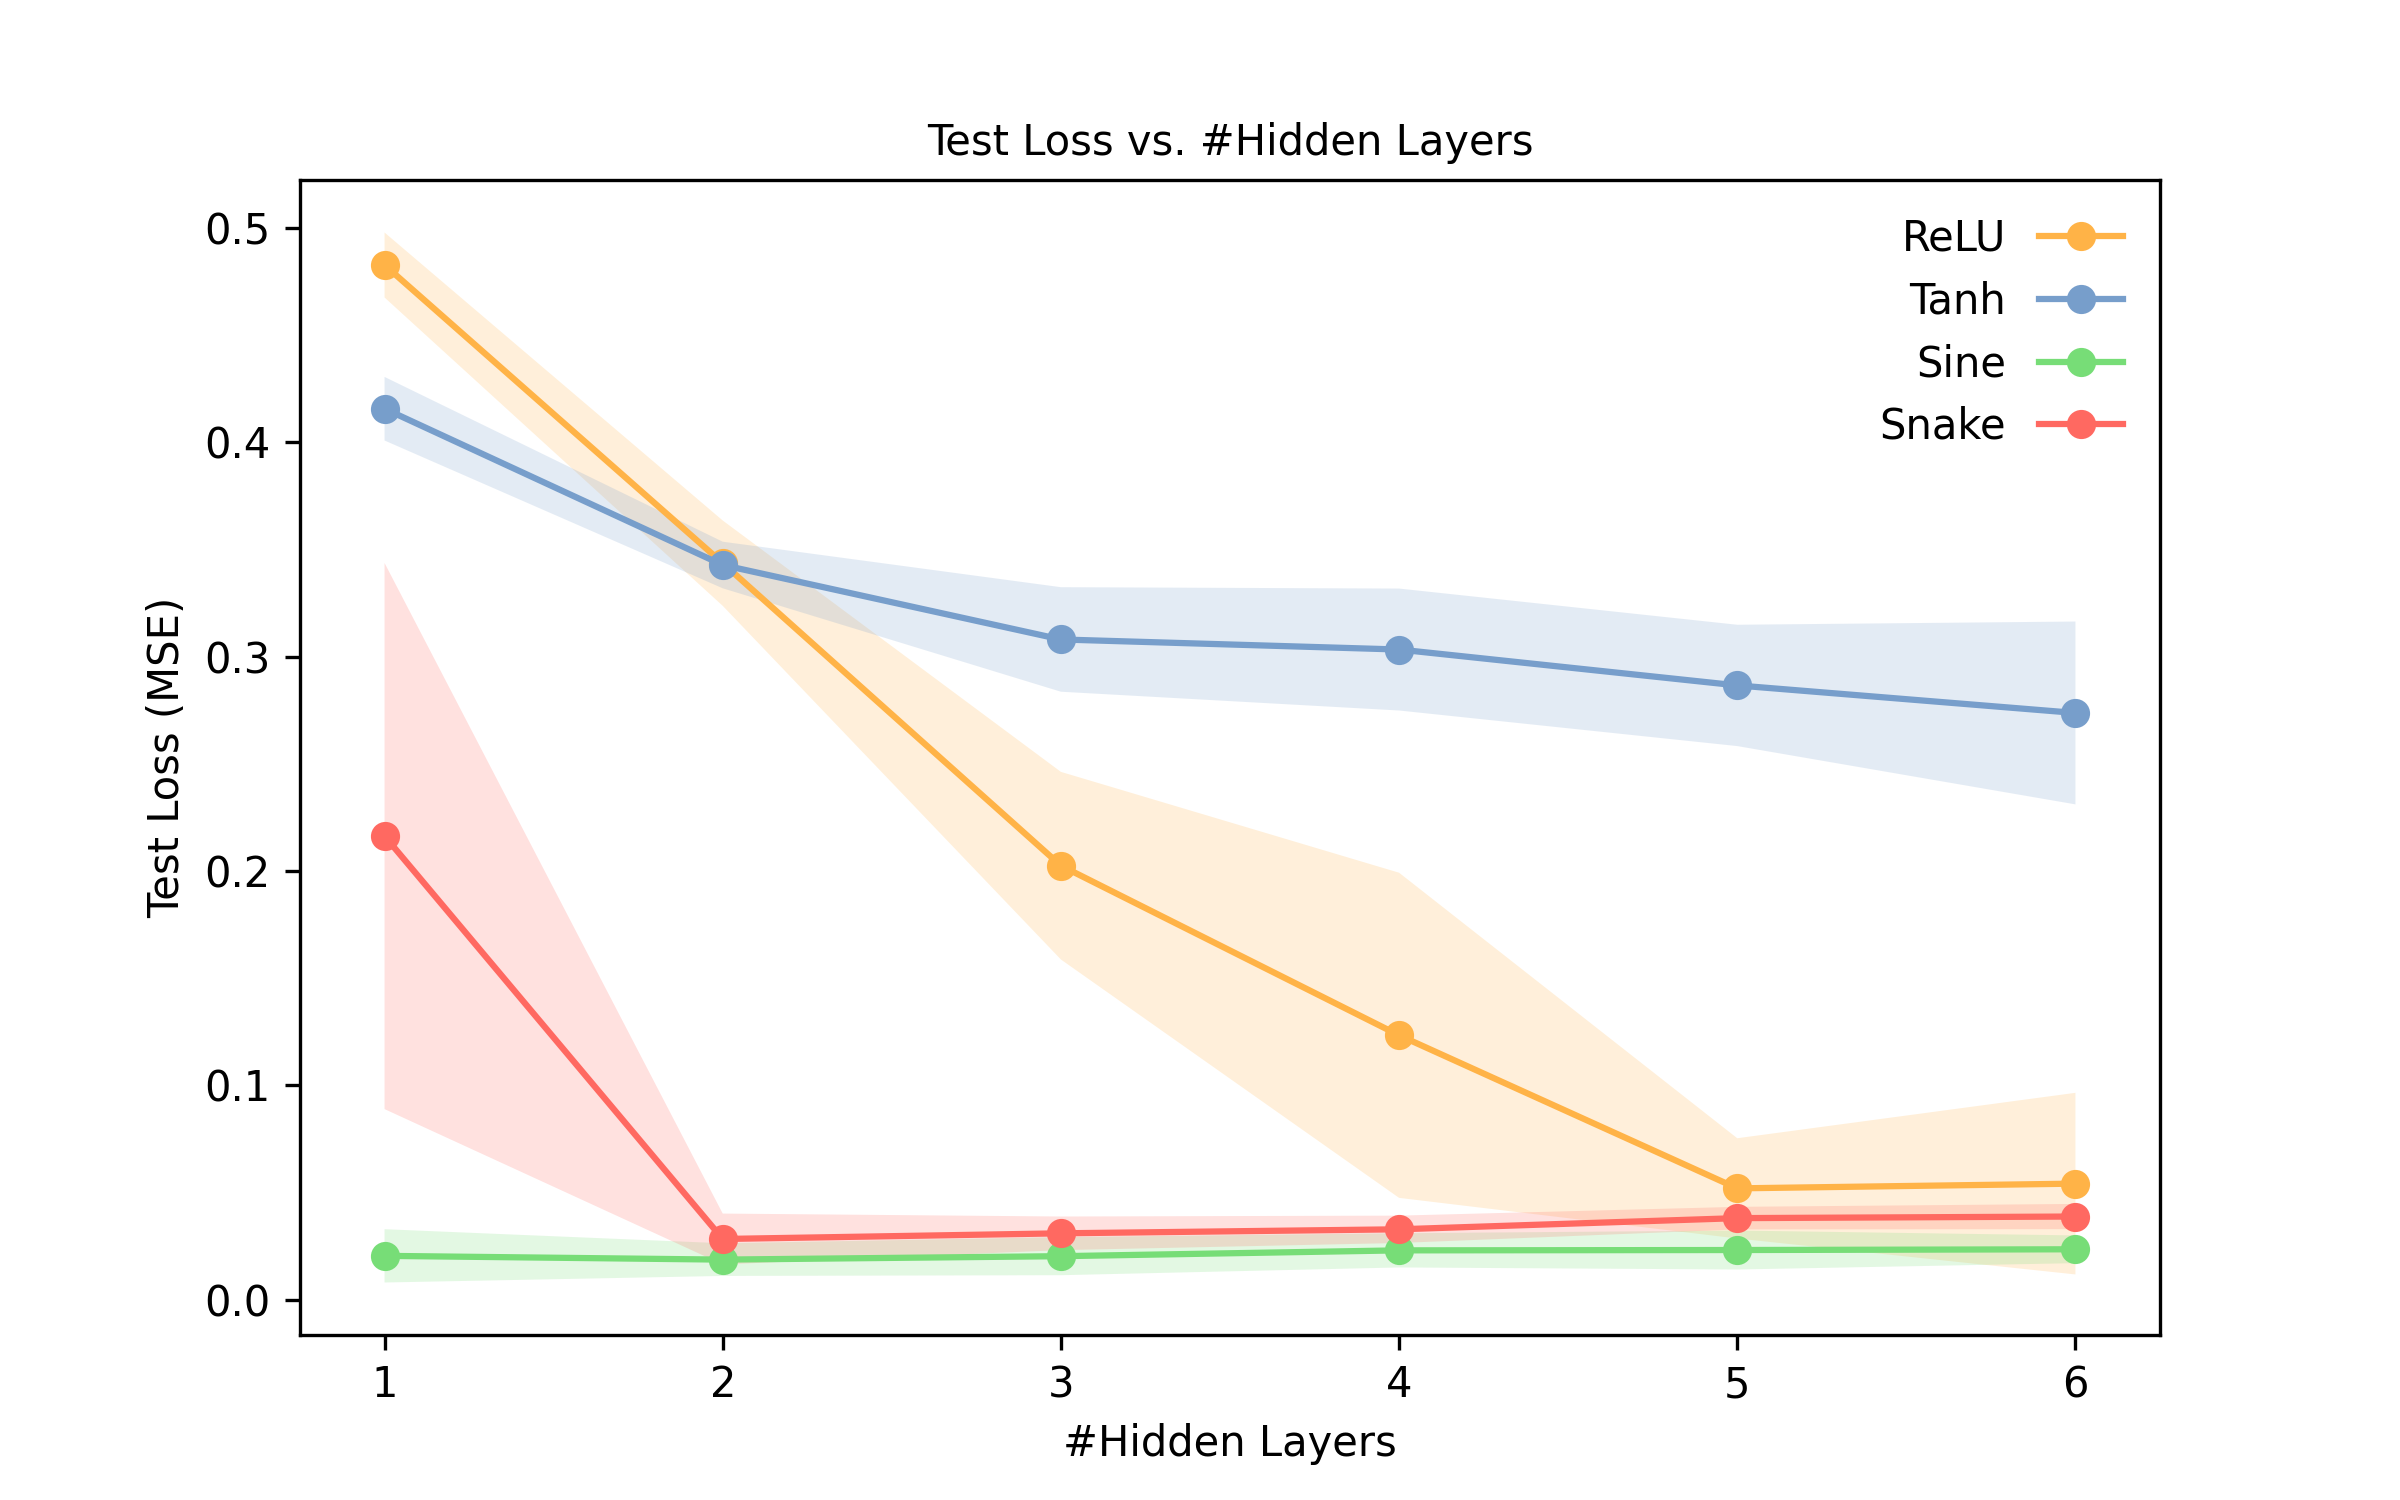 Test Loss vs. #Hidden Layers
ReLU
Tanh
Sine
Snake
Test Loss (MSE)
0.5
0.4
0.3
0.2
0.1
0.0
1 2 3 4 5 6
#Hidden Layers